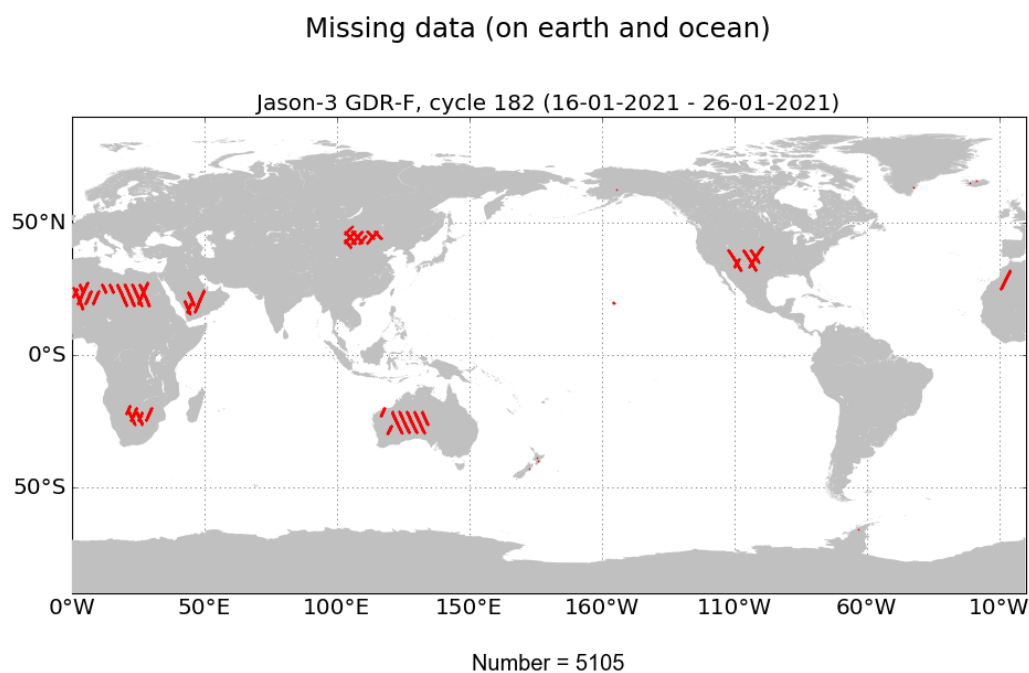 Missing data (on earth and ocean)
Jason-3 GDR-F, cycle 182 (16-01-2021 - 26-01-2021)
50°N
0°S
50°S
0°W 50°E 100°E 150°E 160°W 110°W 60°W 10°W
Number = 5105